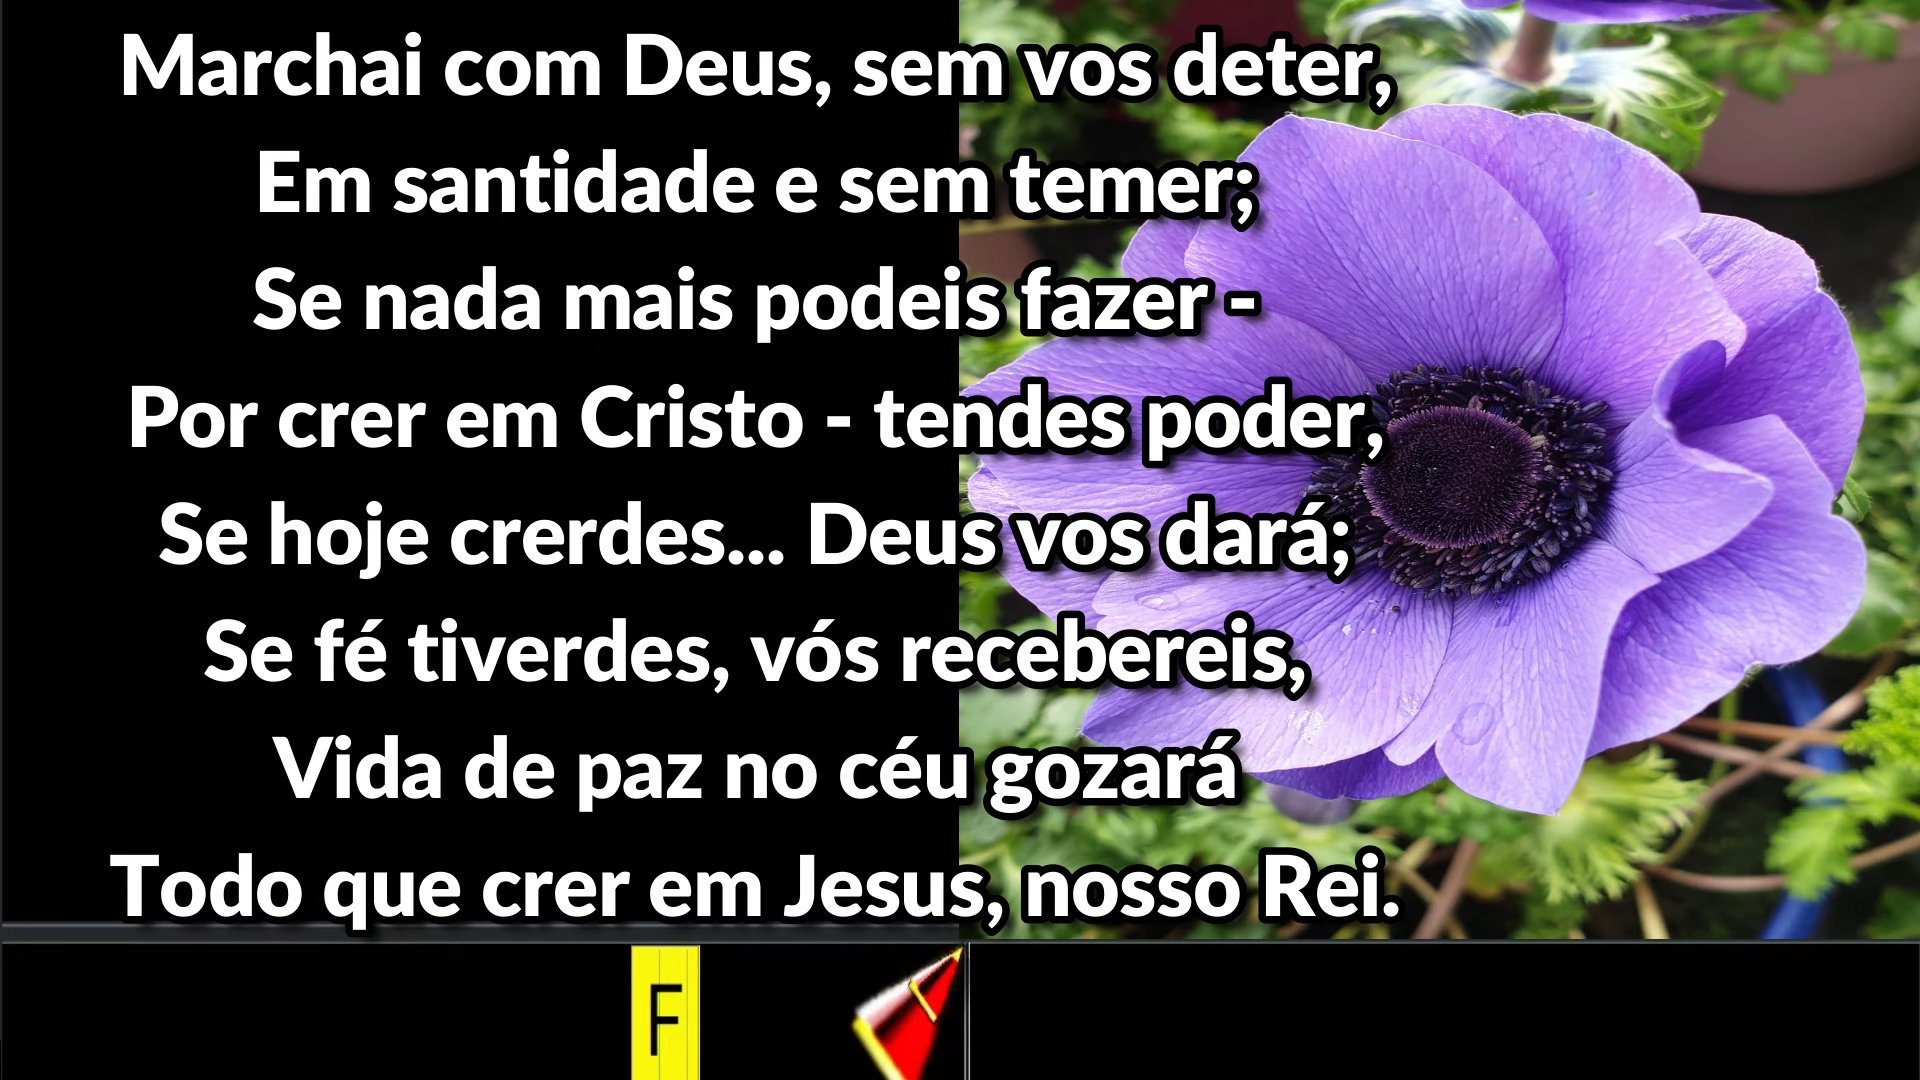 Marchai com Deus, sem vos deter,
Em santidade e sem temer;
Se nada mais podeis fazer -
Por crer em Cristo - tendes poder,
Se hoje crerdes... Deus vos dará;
Se fé tiverdes, vós recebereis,
Vida de paz no céu gozará
Todo que crer em Jesus, nosso Rei.
F